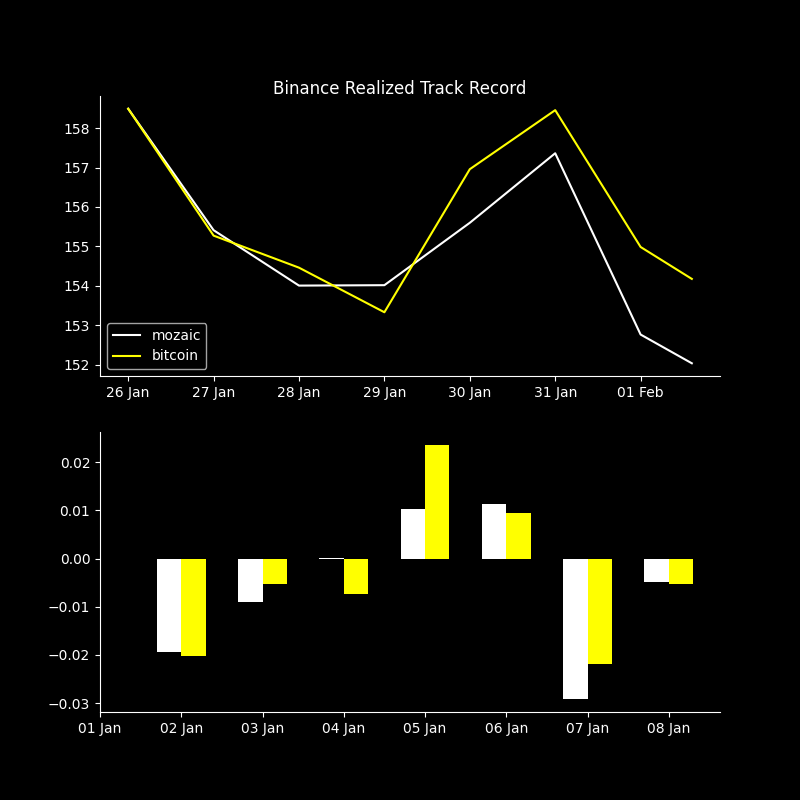 Binance Realized Track Record
158
157
156
155
154
153
152
mozaic
bitcoin
26 Jan 27 Jan 28 Jan 29 Jan 30 Jan 31 Jan 01 Feb
0.02
0.01
0.00
−0.01
−0.02
−0.03
01 Jan 02 Jan 03 Jan 04 Jan 05 Jan 06 Jan 07 Jan 08 Jan